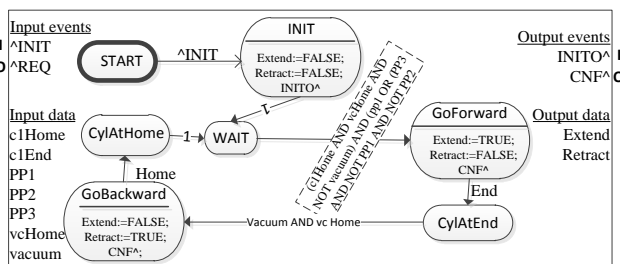 Input events
^INIT
^REQ
START
^INIT
INIT
Extend:=FALSE;
Retract:=FALSE;
INITO^
Output events
INITO^
CNF^
1
(c1Home AND vcHome AND
NOT vacuum) AND (pp1 OR (PP3
AND NOT PP1 AND NOT PP2
Input data
c1Home
c1End
PP1
PP2
PP3
vcHome
vacuum
CylAtHome
1
WAIT
GoForward
Extend:=TRUE;
Retract:=FALSE;
CNF^
Output data
Extend
Retract
Home
End
GoBackward
Extend:=FALSE;
Retract:=TRUE;
CNF^;
Vacuum AND vc Home
CylAtEnd